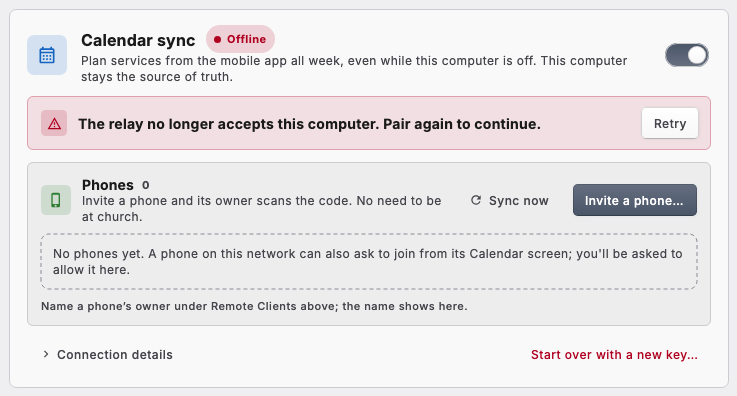 Calendar sync
Offline
Plan services from the mobile app all week, even while this computer is off. This computer
stays the source of truth.
The relay no longer accepts this computer. Pair again to continue.
Retry
Phones 0
Invite a phone and its owner scans the code. No need to be
at church.
Sync now
Invite a phone...
No phones yet. A phone on this network can also ask to join from its Calendar screen; you'll be asked to
allow it here.
Name a phone’s owner under Remote Clients above; the name shows here.
Connection details
Start over with a new key...